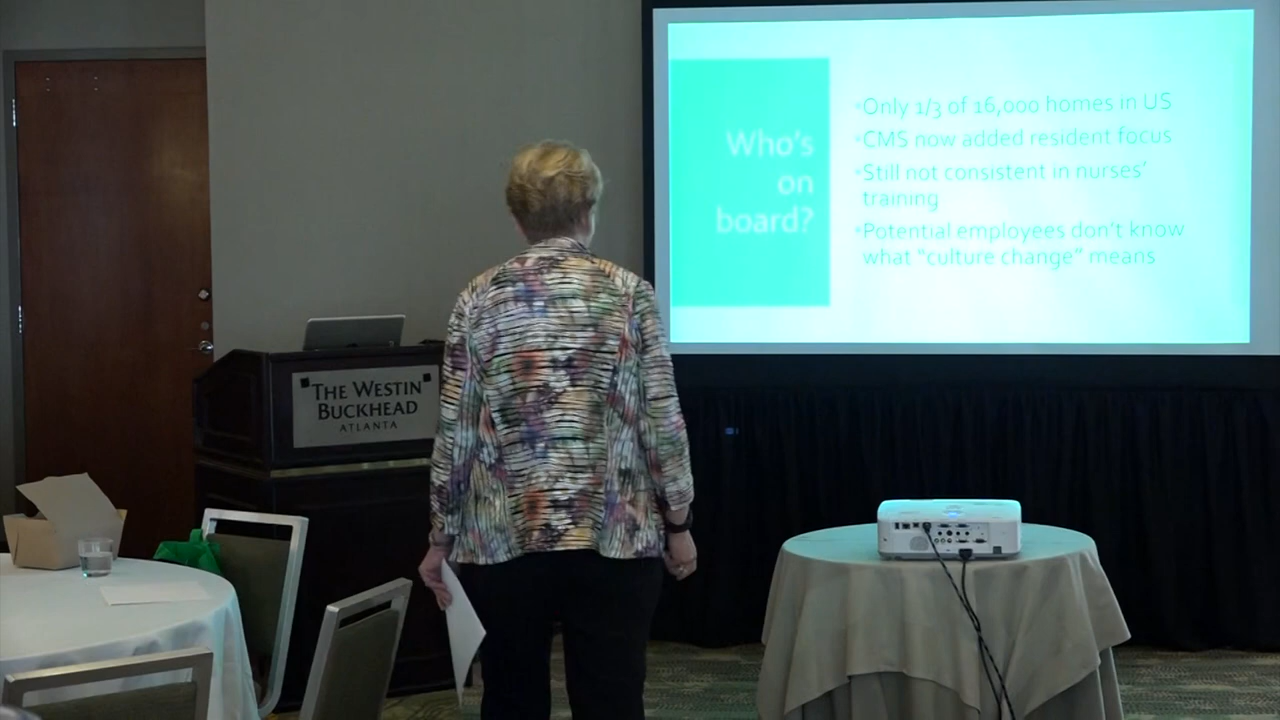 Who's
on
board?
Only 1/3 of 16,000 homes in US
CMS now added resident focus
Still not consistent in nurses'
training
Potential employees don't know
what "culture change" means
THE WESTIN
BUCKHEAD
ATLANTA